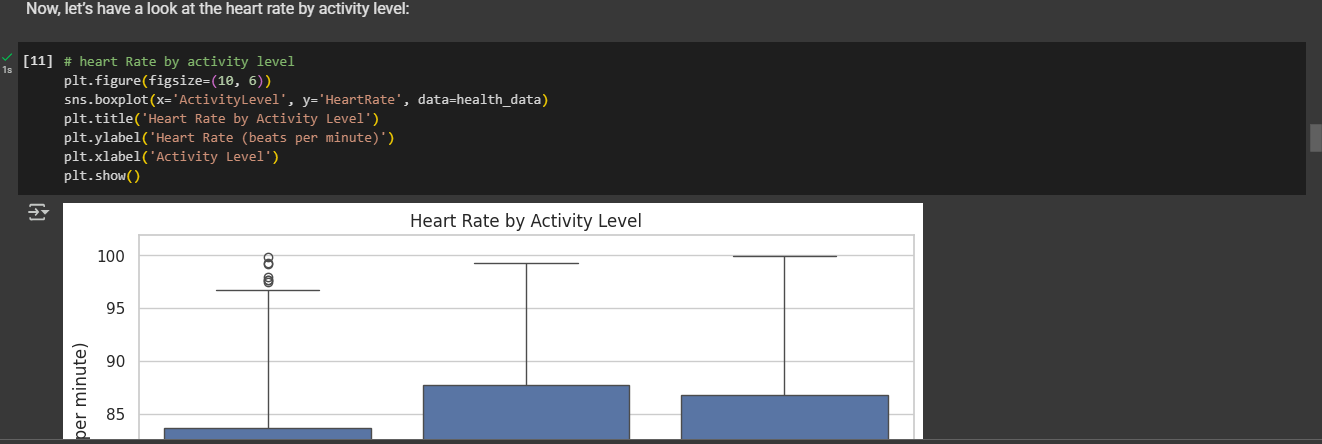 Now, let's have a look at the heart rate by activity level:
[11] # heart Rate by activity level
1s
plt.figure(figsize=(10, 6))
sns.boxplot(x='ActivityLevel', y='HeartRate', data=health_data)
plt.title('Heart Rate by Activity Level')
plt.ylabel('Heart Rate (beats per minute)')
plt.xlabel('Activity Level')
plt.show()
Heart Rate by Activity Level
100
95
90
85
per minute)